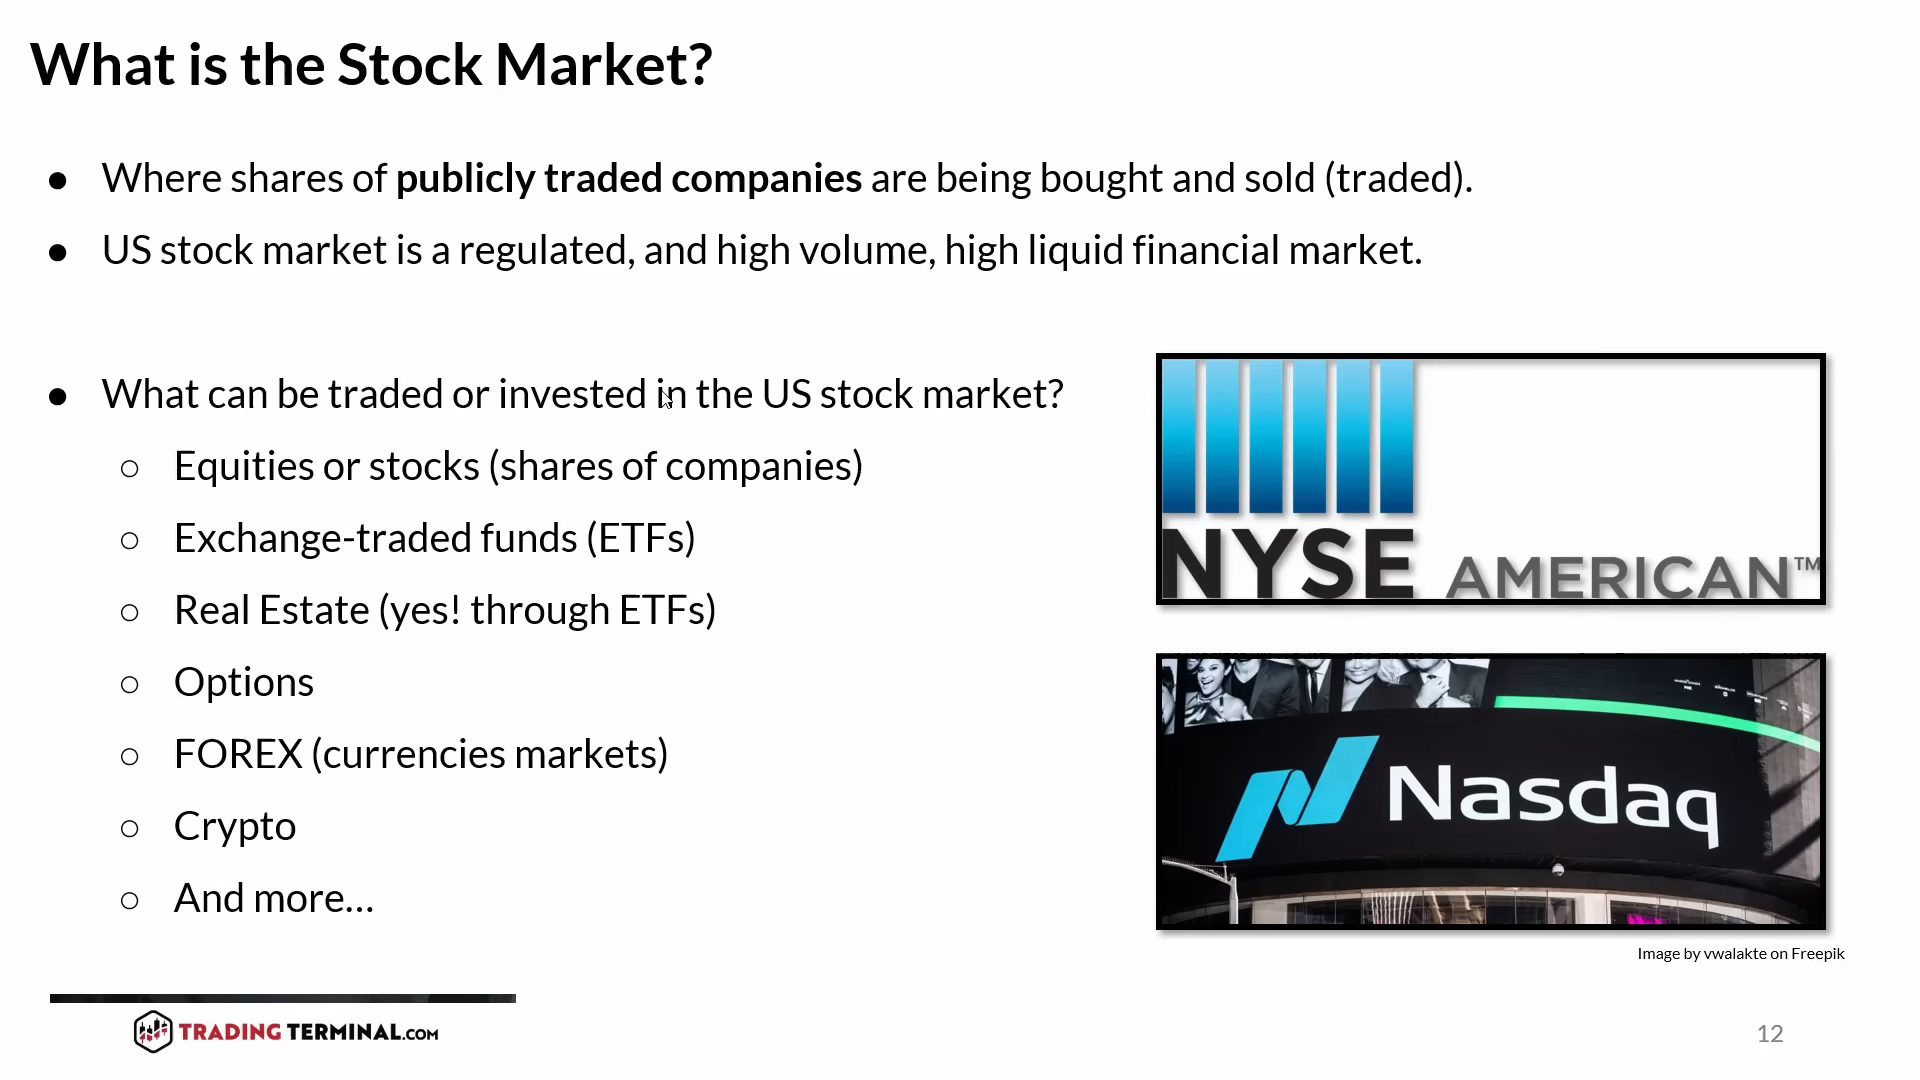 What is the Stock Market?
● Where shares of publicly traded companies are being bought and sold (traded).
● US stock market is a regulated, and high volume, high liquid financial market.
● What can be traded or invested in the US stock market?
○ Equities or stocks (shares of companies)
○ Exchange-traded funds (ETFs)
○ Real Estate (yes! through ETFs)
○ Options
○ FOREX (currencies markets)
○ Crypto
○ And more...
NYSE AMERICAN™
Nasdaq
Image by vwalakte on Freepik
TRADING TERMINAL.COM
12